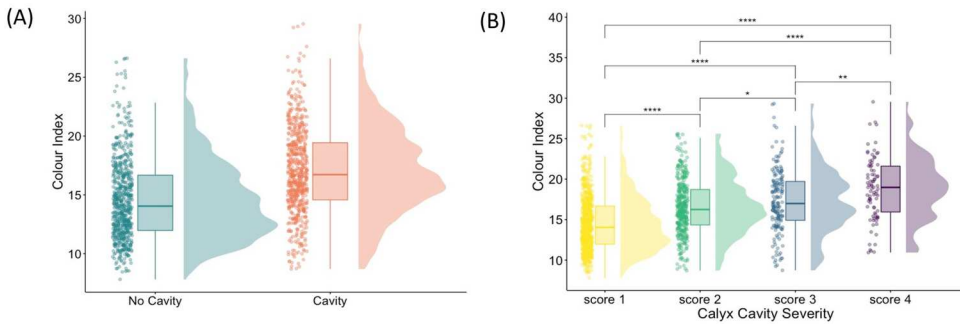 (A)
30
25
20
15
10
Colour Index
No Cavity
Cavity
(B)
40
35
30
25
20
15
10
Colour Index
****
****
****
**
*
****
score 1
score 2
score 3
score 4
Calyx Cavity Severity